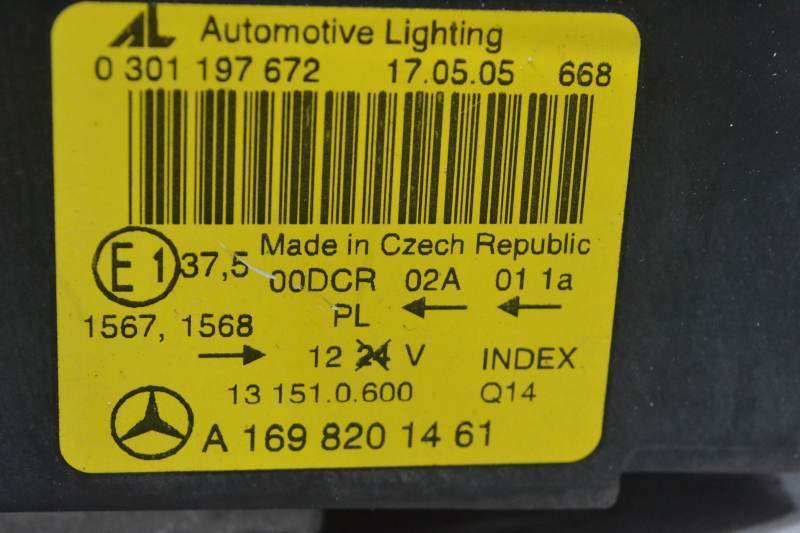 AL Automotive Lighting
0 301 197 672 17.05.05 668
Made in Czech Republic
E1 37,5 00DCR 02A 01 1a
1567, 1568 PL ← ←
→ 12 24 V INDEX
13 151.0.600 Q14
A 169 820 14 61